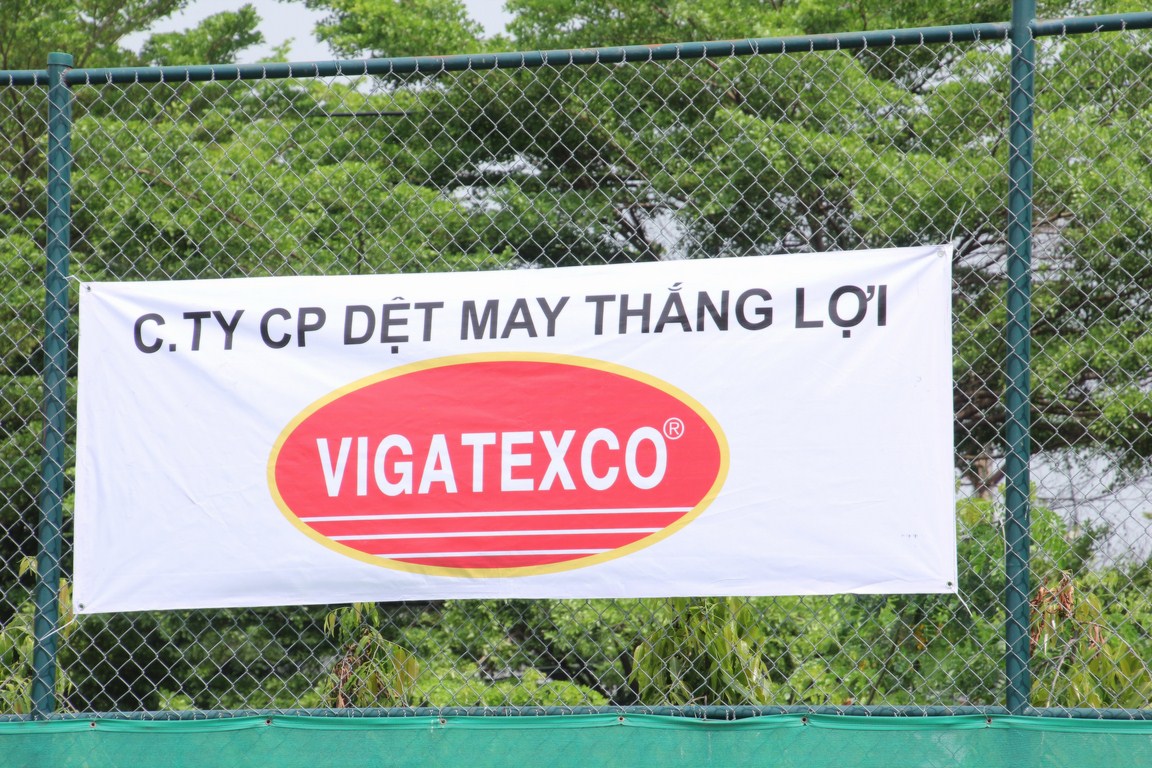 C.TY CP DỆT MAY THẮNG LỢI
VIGATEXCO®